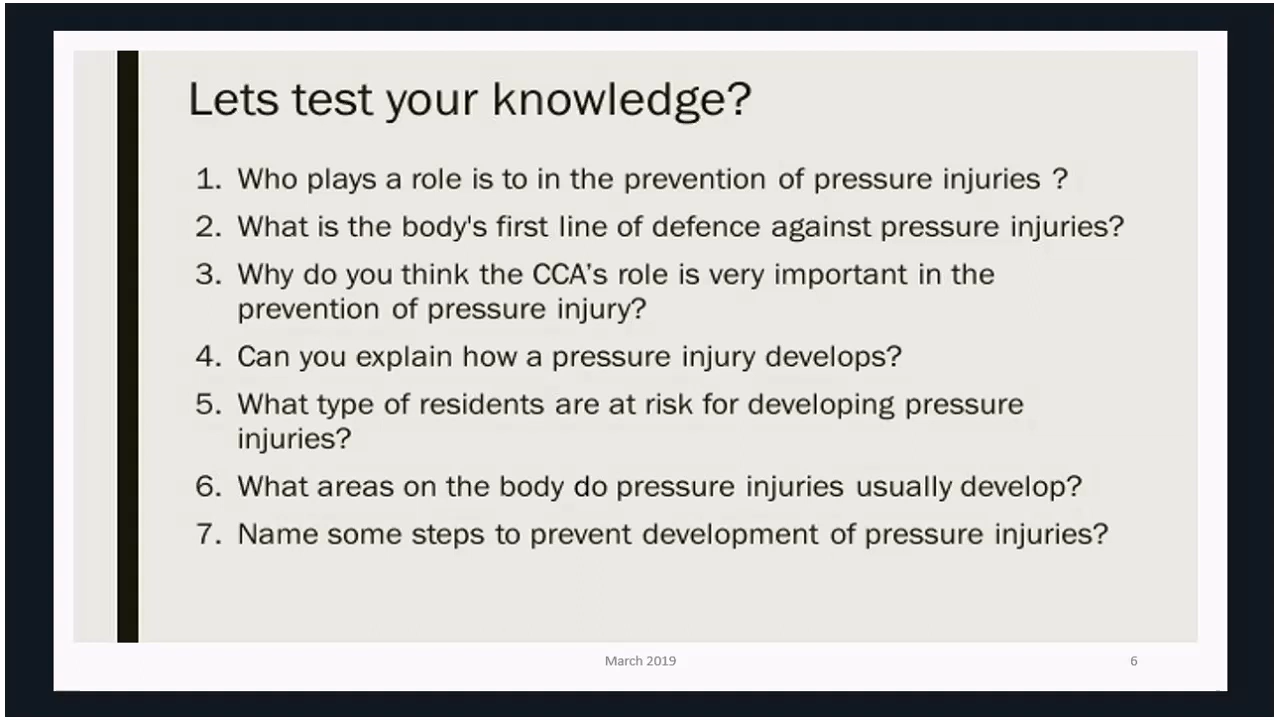 Lets test your knowledge?
1. Who plays a role is to in the prevention of pressure injuries ?
2. What is the body's first line of defence against pressure injuries?
3. Why do you think the CCA’s role is very important in the
prevention of pressure injury?
4. Can you explain how a pressure injury develops?
5. What type of residents are at risk for developing pressure
injuries?
6. What areas on the body do pressure injuries usually develop?
7. Name some steps to prevent development of pressure injuries?
March 2019
6